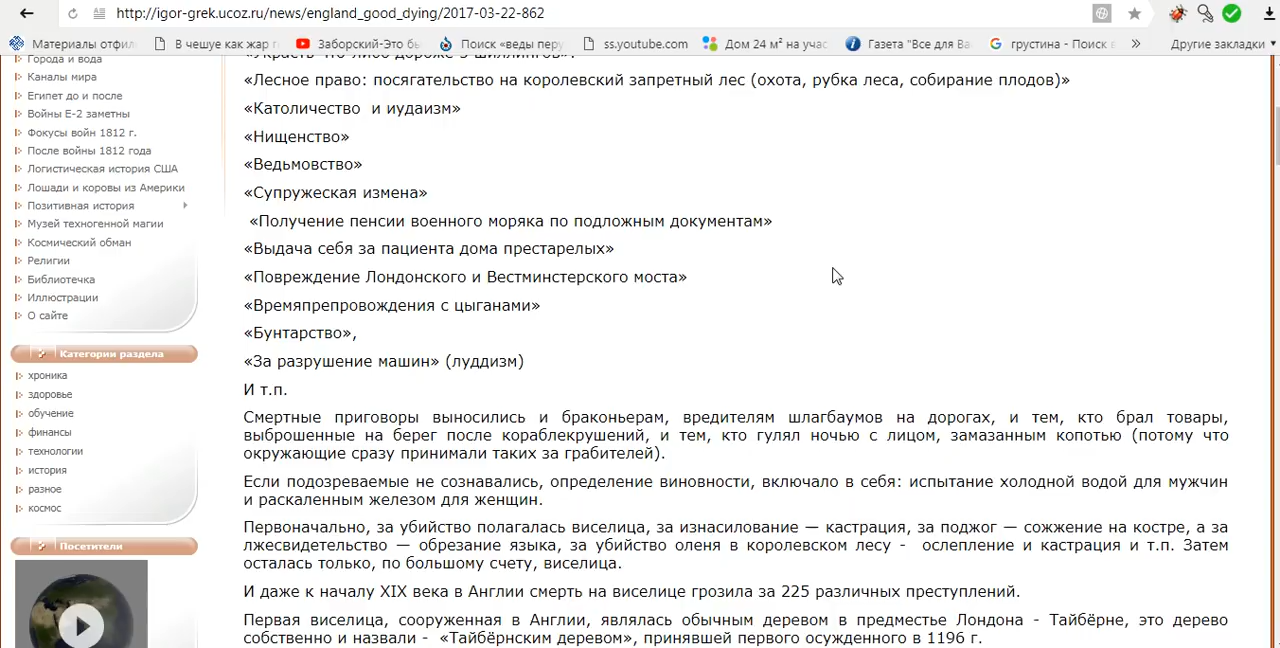 http://igor-grek.ucoz.ru/news/england_good_dying/2017-03-22-862
Материалы отфил
В чешуе как жар г
Заборский-Это бы
Поиск «веды перу
ss.youtube.com
Дом 24 м² на учас
Газета "Все для Ва
грустина - Поиск
»
Другие закладки
«Лесное право: посягательство на королевский запретный лес (охота, рубка леса, собирание плодов)»
«Католичество и иудаизм»
«Нищенство»
«Ведьмовство»
«Супружеская измена»
«Получение пенсии военного моряка по подложным документам»
«Выдача себя за пациента дома престарелых»
«Повреждение Лондонского и Вестминстерского моста»
«Времяпрепровождения с цыганами»
«Бунтарство»,
«За разрушение машин» (луддизм)
И т.п.
Смертные приговоры выносились и браконьерам, вредителям шлагбаумов на дорогах, и тем, кто брал товары,
выброшенные на берег после кораблекрушений, и тем, кто гулял ночью с лицом, замазанным копотью (потому что
окружающие сразу принимали таких за грабителей).
Если подозреваемые не сознавались, определение виновности, включало в себя: испытание холодной водой для мужчин
и раскаленным железом для женщин.
Первоначально, за убийство полагалась виселица, за изнасилование — кастрация, за поджог — сожжение на костре, а за
лжесвидетельство — обрезание языка, за убийство оленя в королевском лесу - ослепление и кастрация и т.п. Затем
осталась только, по большому счету, виселица.
И даже к началу XIX века в Англии смерть на виселице грозила за 225 различных преступлений.
Первая виселица, сооруженная в Англии, являлась обычным деревом в предместье Лондона - Тайбёрне, это дерево
собственно и назвали - «Тайбёрнским деревом», принявшей первого осужденного в 1196 г.
Города и вода
Каналы мира
Египет до и после
Войны Е-2 заметны
Фокусы войн 1812 г.
После войны 1812 года
Логистическая история США
Лошади и коровы из Америки
Позитивная история
Музей техногенной магии
Космический обман
Религии
Библиотечка
Иллюстрации
О сайте
Категории раздела
хроника
здоровье
обучение
финансы
технологии
история
разное
космос
Посетители